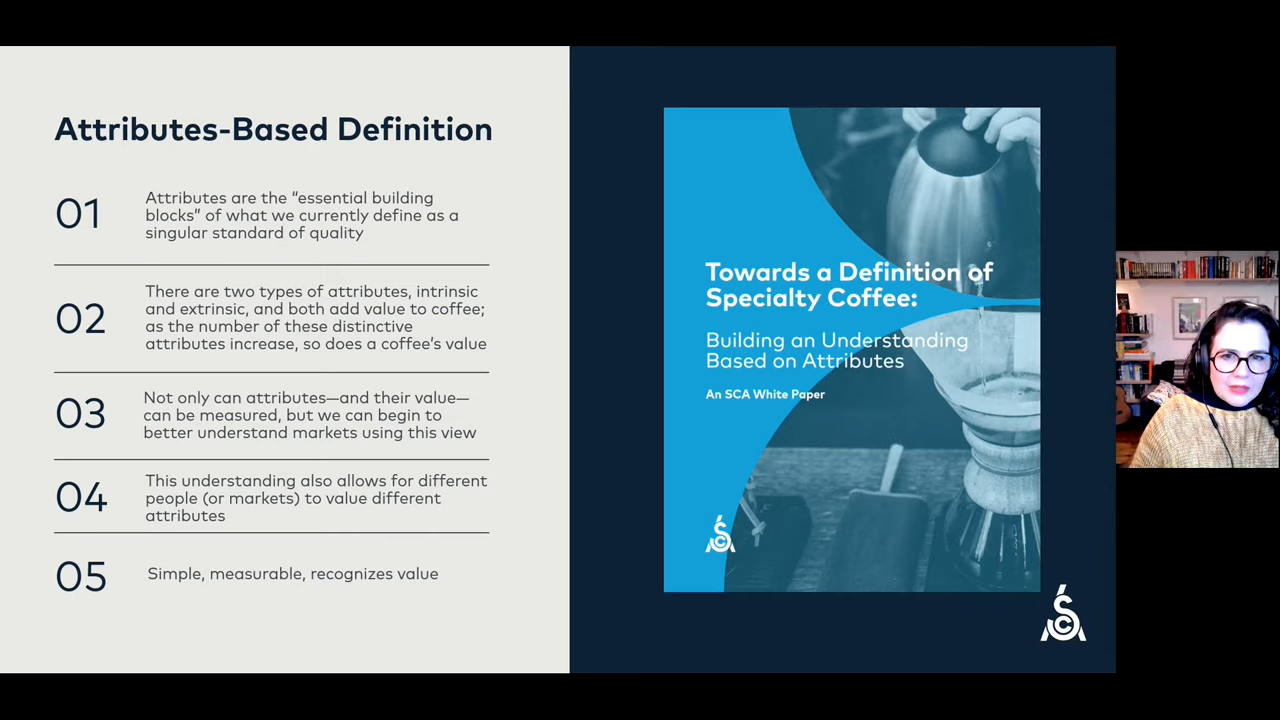 Attributes-Based Definition
01
Attributes are the “essential building
blocks” of what we currently define as a
singular standard of quality
02
There are two types of attributes, intrinsic
and extrinsic, and both add value to coffee;
as the number of these distinctive
attributes increase, so does a coffee’s value
03
Not only can attributes—and their value—
can be measured, but we can begin to
better understand markets using this view
04
This understanding also allows for different
people (or markets) to value different
attributes
05
Simple, measurable, recognizes value
Towards a Definition of
Specialty Coffee:
Building an Understanding
Based on Attributes
An SCA White Paper
SCA
SCA